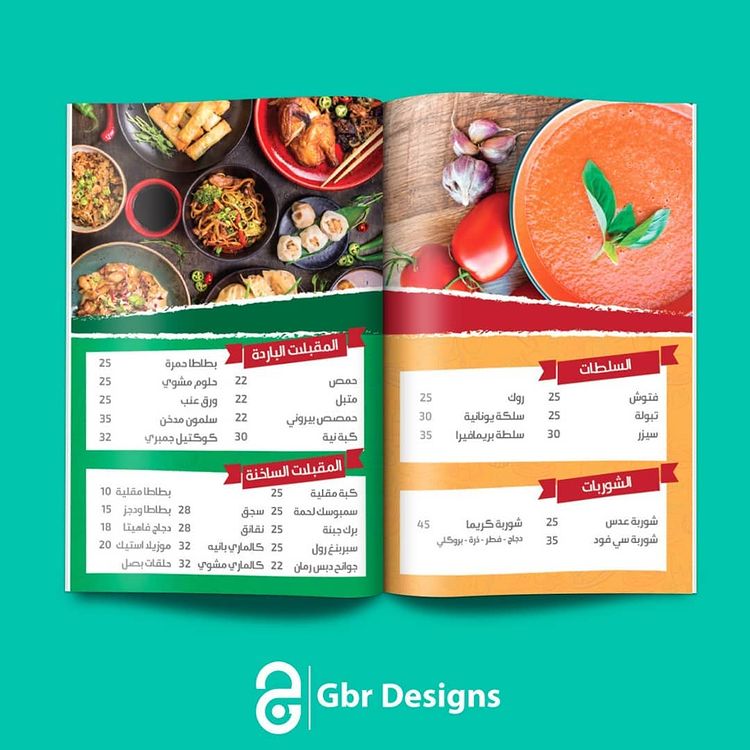 المقبلات الباردة
حمص 22
متبل 22
حمصص بيروني 22
كبة نية 30
بطاطا حمرة 25
حلوم مشوي 25
ورق عنب 25
سلمون مدخن 35
كوكتيل جمبري 32
المقبلات الساخنة
كبة مقلية 25
سمبوسك لحمة 25
برك جبنة 25
سبرينغ رول 25
جوانح دبس رمان 22
سجق 28
نقانق 28
كالماري بانيه 32
كالماري مشوي 32
بطاطا مقلية 10
بطاطا ودجز 15
دجاج فاهيتا 18
موزيلا استيك 20
حلقات بصل
السلطات
فتوش 25
تبولة 25
سيزر 30
روك 25
سلكة يونانية 30
سلطة بريمافيرا 35
الشوربات
شوربة عدس 25
شوربة سي فود 35
شوربة كريما 45
دجاج - فطر - ذرة - بروكلي
Gbr Designs